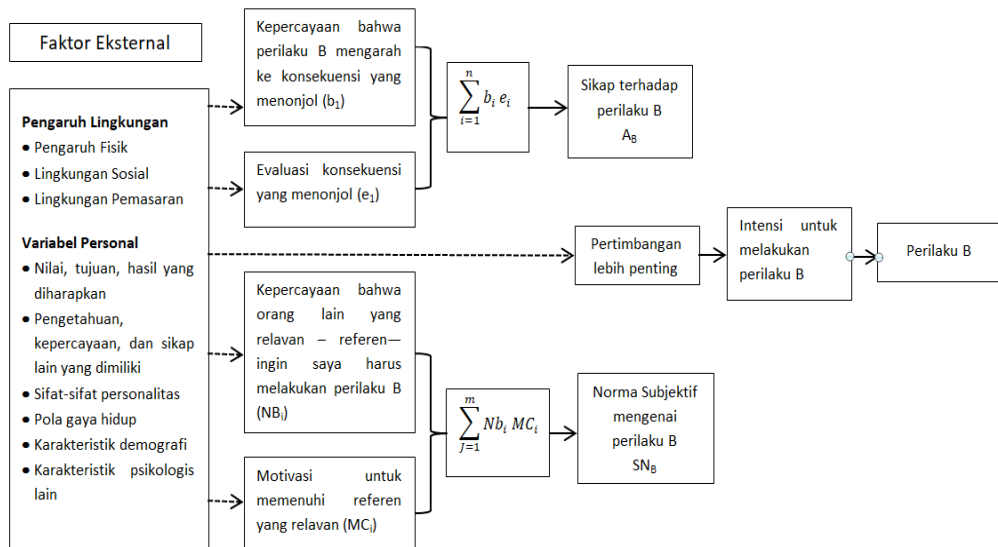 Faktor Eksternal
Pengaruh Lingkungan
● Pengaruh Fisik
● Lingkungan Sosial
● Lingkungan Pemasaran
Variabel Personal
● Nilai, tujuan, hasil yang
diharapkan
● Pengetahuan,
kepercayaan, dan sikap
lain yang dimiliki
● Sifat-sifat personalitas
● Pola gaya hidup
● Karakteristik demografi
● Karakteristik psikologis
lain
Kepercayaan bahwa
perilaku B mengarah
ke konsekuensi yang
menonjol (b₁)
Evaluasi konsekuensi
yang menonjol (e₁)
n
∑ bᵢ eᵢ
i=1
Sikap terhadap
perilaku B
A_B
Pertimbangan
lebih penting
Intensi untuk
melakukan
perilaku B
Perilaku B
Kepercayaan bahwa
orang lain yang
relavan – referen—
ingin saya harus
melakukan perilaku B
(NBᵢ)
Motivasi untuk
memenuhi referen
yang relavan (MCᵢ)
m
∑ Nbᵢ MCᵢ
J=1
Norma Subjektif
mengenai
perilaku B
SN_B